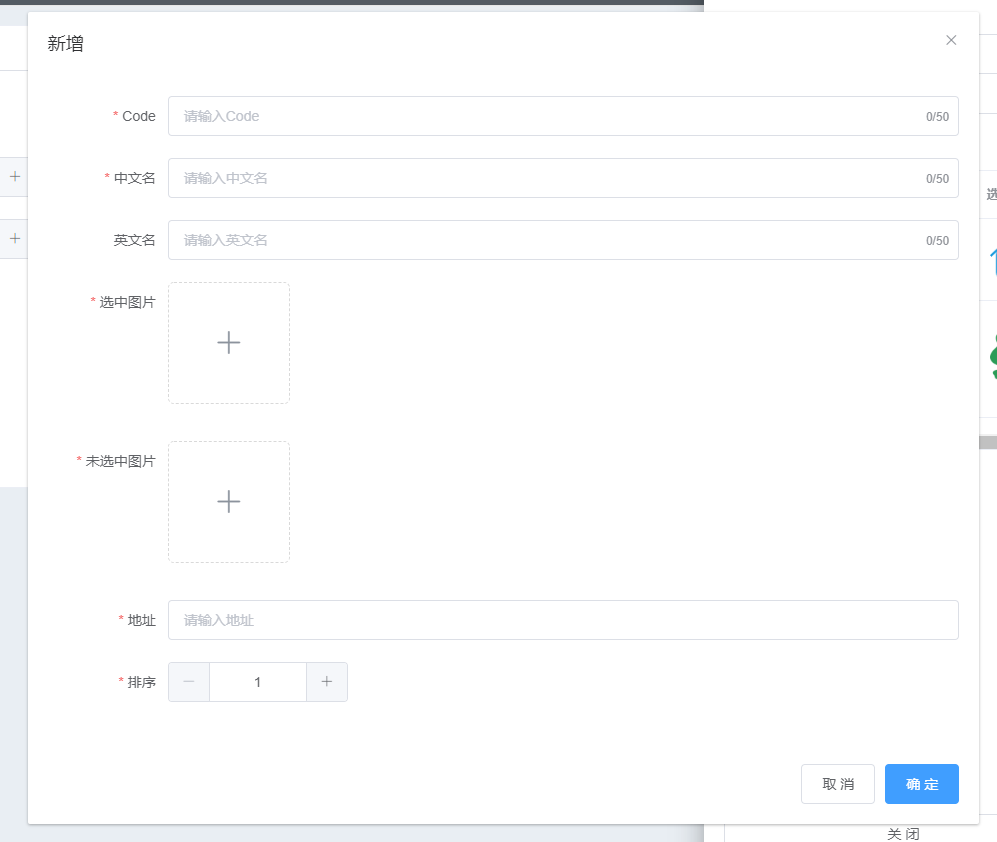 新增
* Code 请输入Code 0/50
* 中文名 请输入中文名 0/50
英文名 请输入英文名 0/50
* 选中图片
* 未选中图片
* 地址 请输入地址
* 排序 1
取消 确定
关闭